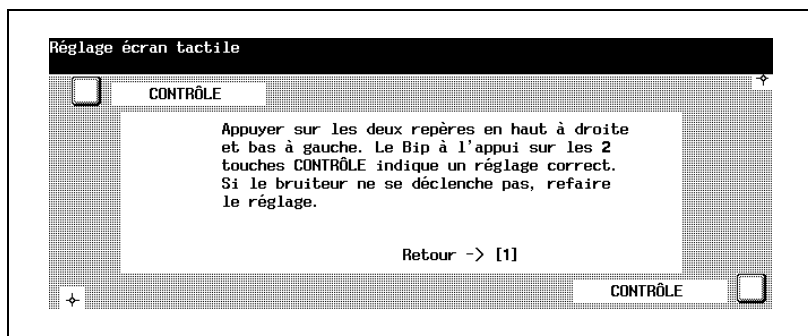 Réglage écran tactile
CONTRÔLE
Appuyer sur les deux repères en haut à droite
et bas à gauche. Le Bip à l'appui sur les 2
touches CONTRÔLE indique un réglage correct.
Si le bruiteur ne se déclenche pas, refaire
le réglage.
Retour -> [1]
CONTRÔLE